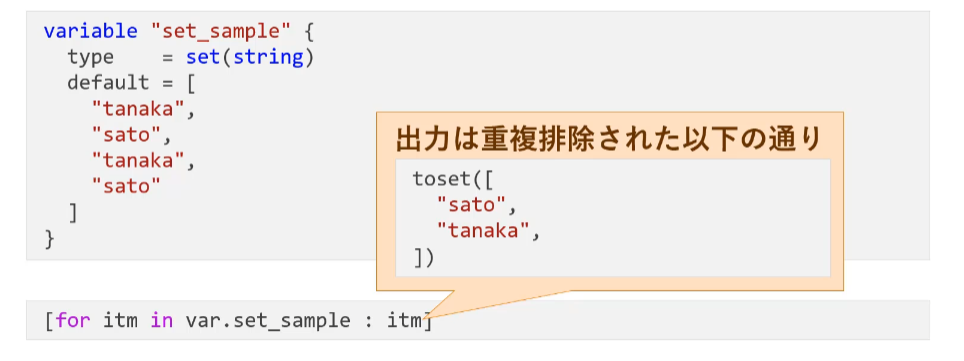 variable "set_sample" {
  type    = set(string)
  default = [
    "tanaka",
    "sato",
    "tanaka",
    "sato"
  ]
}
出力は重複排除された以下の通り
toset([
  "sato",
  "tanaka",
])
[for itm in var.set_sample : itm]